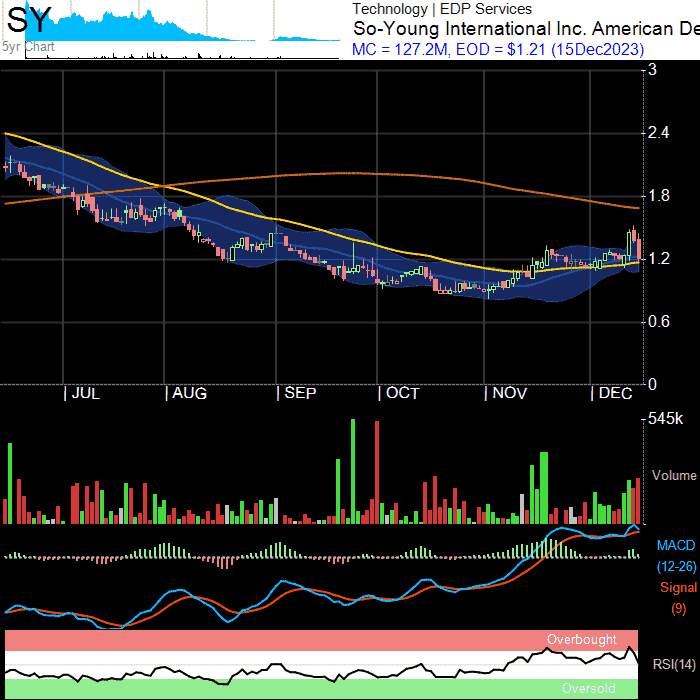 SY
5yr Chart
Technology | EDP Services
So-Young International Inc. American De
MC = 127.2M, EOD = $1.21 (15Dec2023)
3
2.4
1.8
1.2
0.6
0
| JUL | AUG | SEP | OCT | NOV | DEC
545k
Volume
MACD
(12-26)
Signal
(9)
Overbought
RSI(14)
Oversold